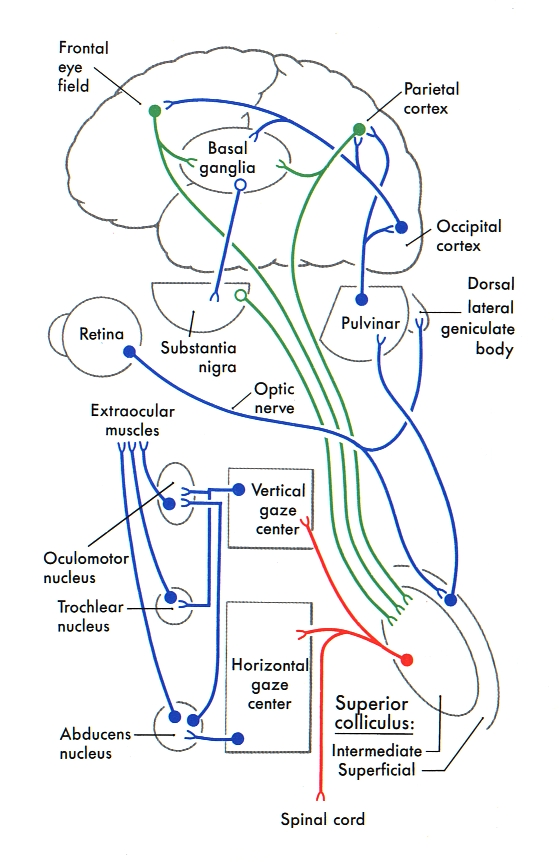 Frontal
eye
field
Parietal
cortex
Basal
ganglia
Occipital
cortex
Dorsal
lateral
geniculate
body
Retina
Substantia
nigra
Pulvinar
Optic
nerve
Extraocular
muscles
Vertical
gaze
center
Oculomotor
nucleus
Trochlear
nucleus
Horizontal
gaze
center
Abducens
nucleus
Superior
colliculus:
Intermediate
Superficial
Spinal cord